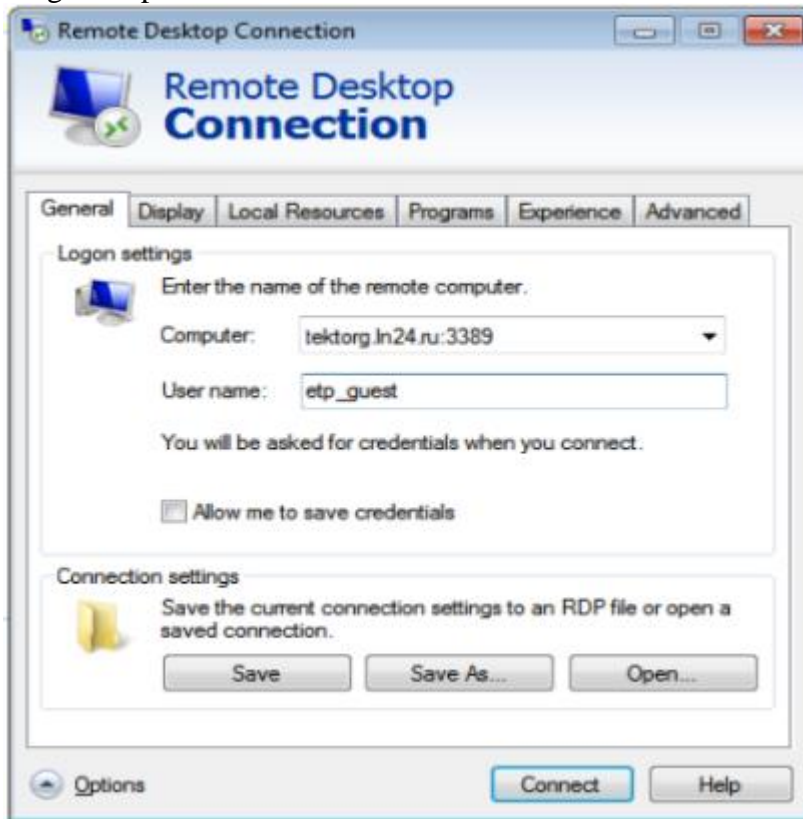 Remote Desktop Connection
Remote Desktop
Connection
General Display Local Resources Programs Experience Advanced
Logon settings
Enter the name of the remote computer.
Computer: tektorg.ln24.ru:3389
User name: etp_guest
You will be asked for credentials when you connect.
Allow me to save credentials
Connection settings
Save the current connection settings to an RDP file or open a
saved connection.
Save Save As... Open...
Options Connect Help